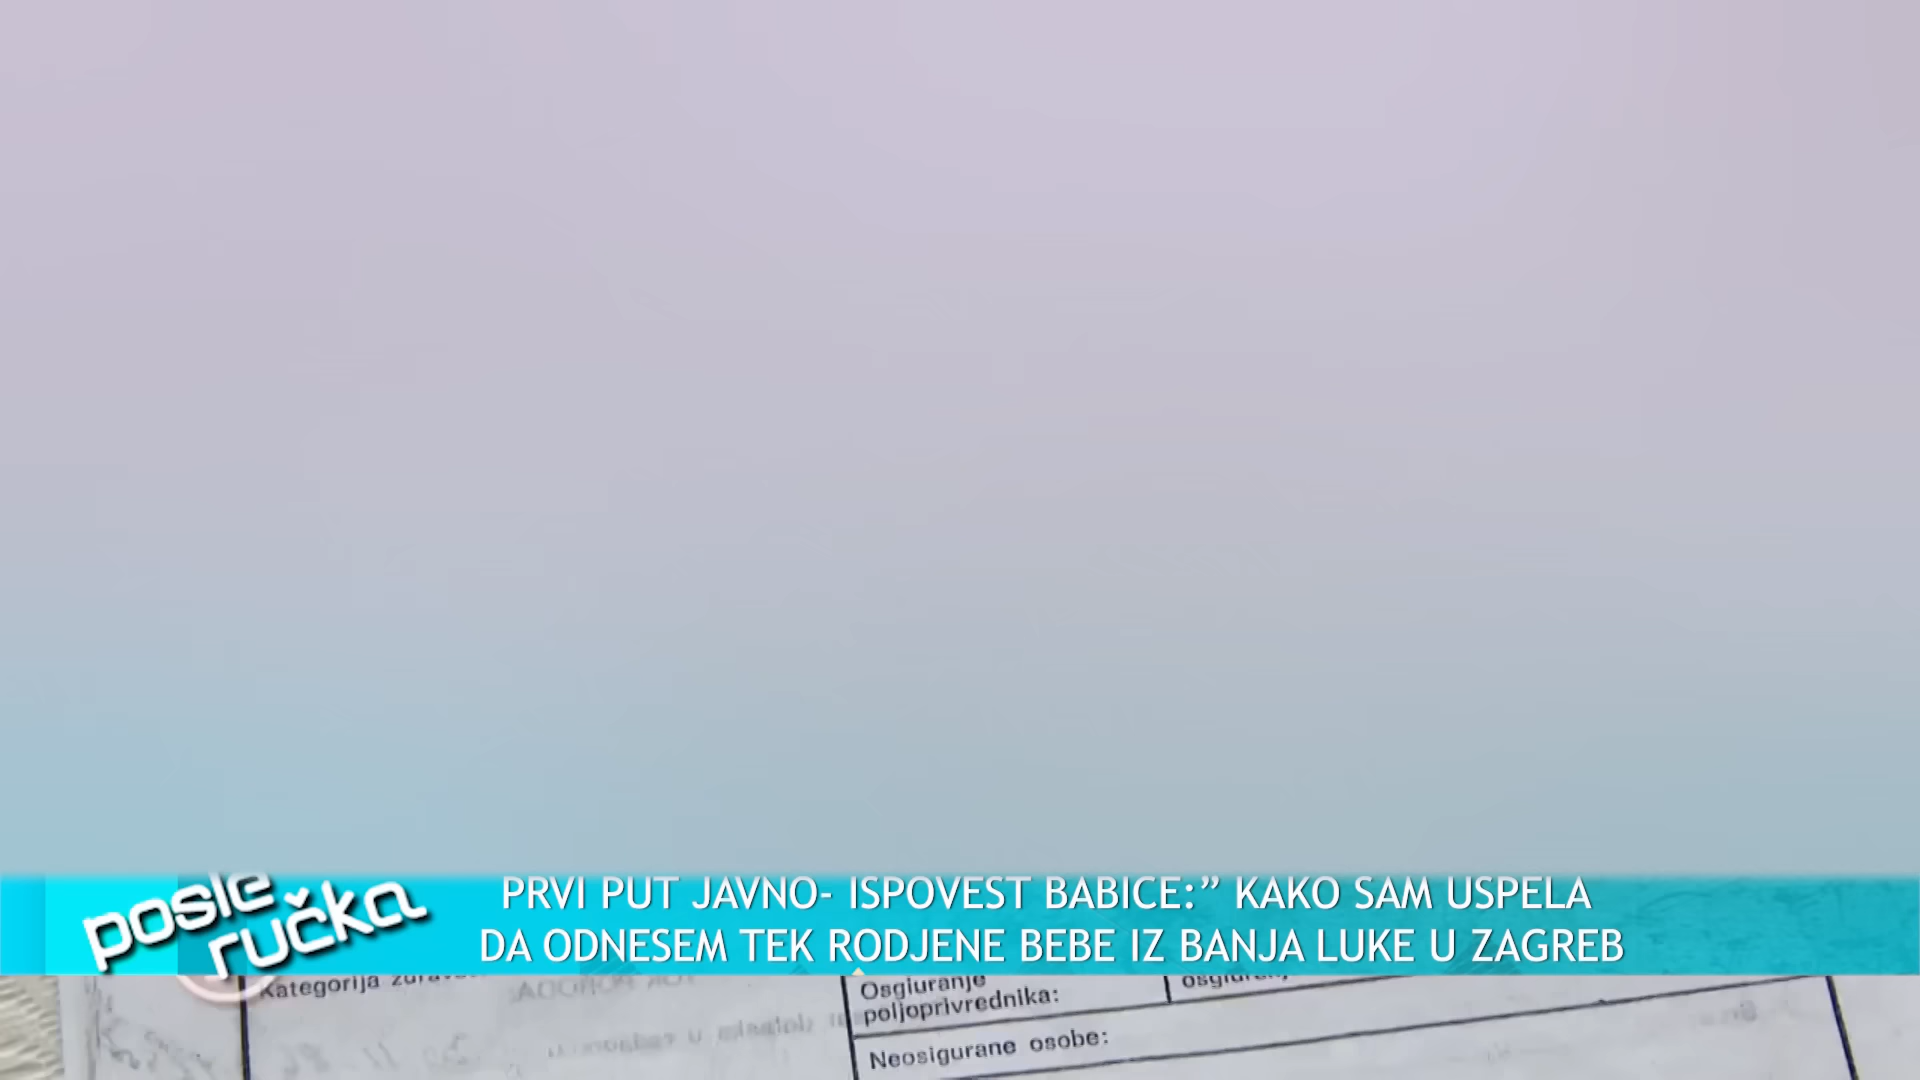 posle
ručka
PRVI PUT JAVNO- ISPOVEST BABICE:” KAKO SAM USPELA
DA ODNESEM TEK RODJENE BEBE IZ BANJA LUKE U ZAGREB
Kategorija
Osgiuranje
poljoprivrednika:
Neosigurane osobe: